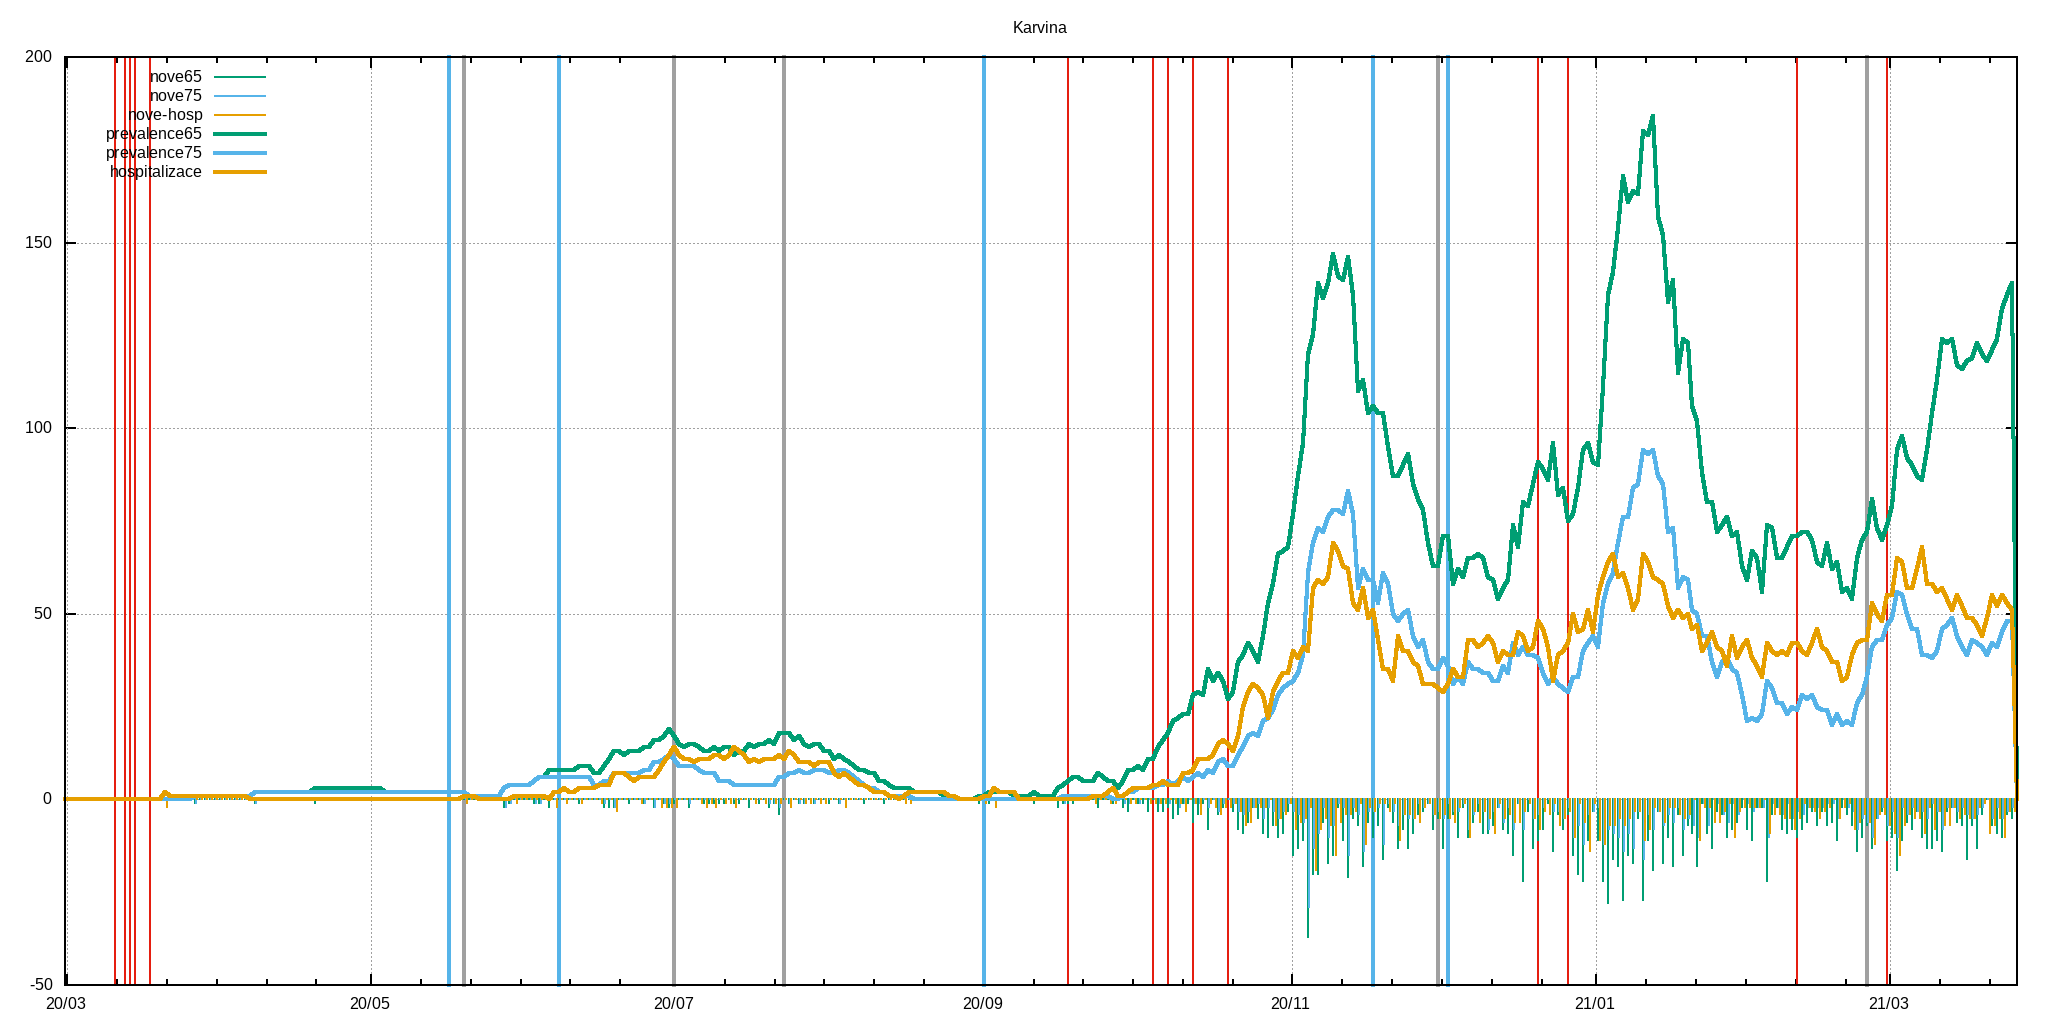 Karvina
200
nove65
nove75
nove-hosp
prevalence65
prevalence75
hospitalizace
150
100
50
0
-50
20/03 20/05 20/07 20/09 20/11 21/01 21/03